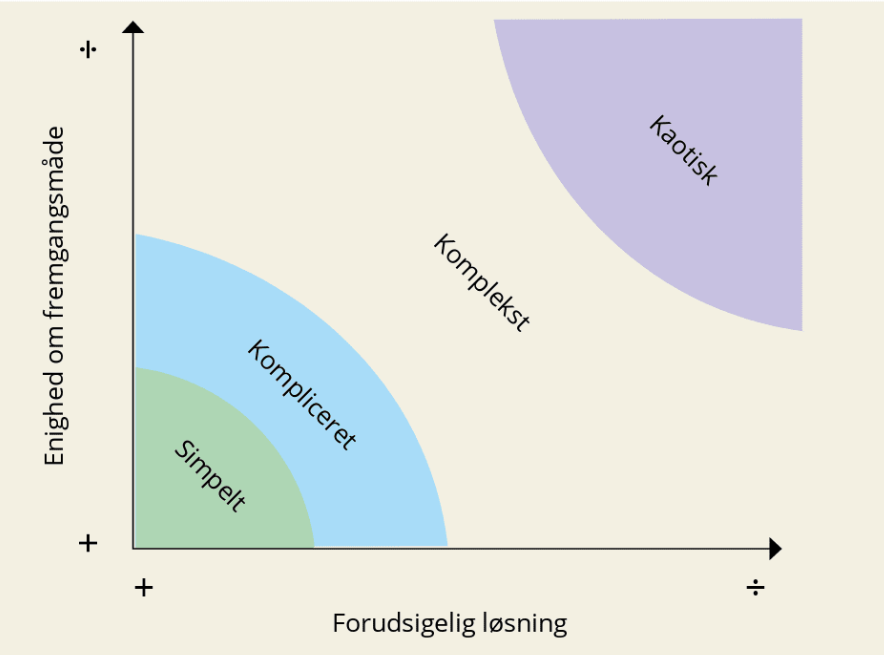 ÷
Enighed om fremgangsmåde
+
Kaotisk
Komplekst
Kompliceret
Simpelt
+
÷
Forudsigelig løsning